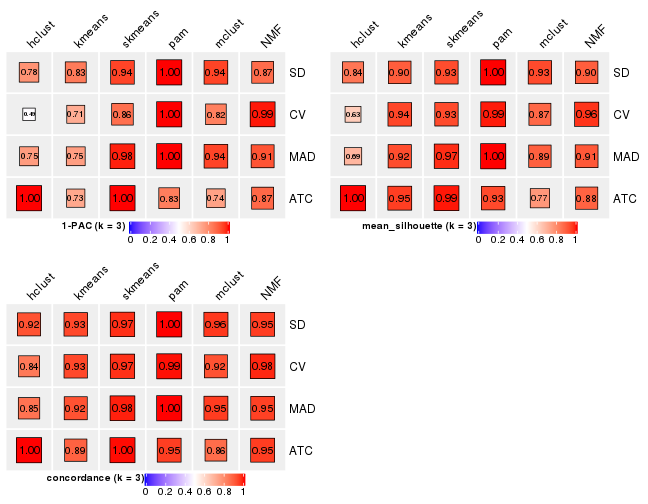 hclust kmeans skmeans pam mclust NMF
0.78 0.83 0.94 1.00 0.94 0.87 SD
0.49 0.71 0.86 1.00 0.82 0.99 CV
0.75 0.75 0.98 1.00 0.94 0.91 MAD
1.00 0.73 1.00 0.83 0.74 0.87 ATC
1-PAC (k = 3)
0 0.2 0.4 0.6 0.8 1
hclust kmeans skmeans pam mclust NMF
0.84 0.90 0.93 1.00 0.93 0.90 SD
0.63 0.94 0.93 0.99 0.87 0.96 CV
0.69 0.92 0.97 1.00 0.89 0.91 MAD
1.00 0.95 0.99 0.93 0.77 0.88 ATC
mean_silhouette (k = 3)
0 0.2 0.4 0.6 0.8 1
hclust kmeans skmeans pam mclust NMF
0.92 0.93 0.97 1.00 0.96 0.95 SD
0.84 0.93 0.97 0.99 0.92 0.98 CV
0.85 0.92 0.98 1.00 0.95 0.95 MAD
1.00 0.89 1.00 0.95 0.86 0.95 ATC
concordance (k = 3)
0 0.2 0.4 0.6 0.8 1